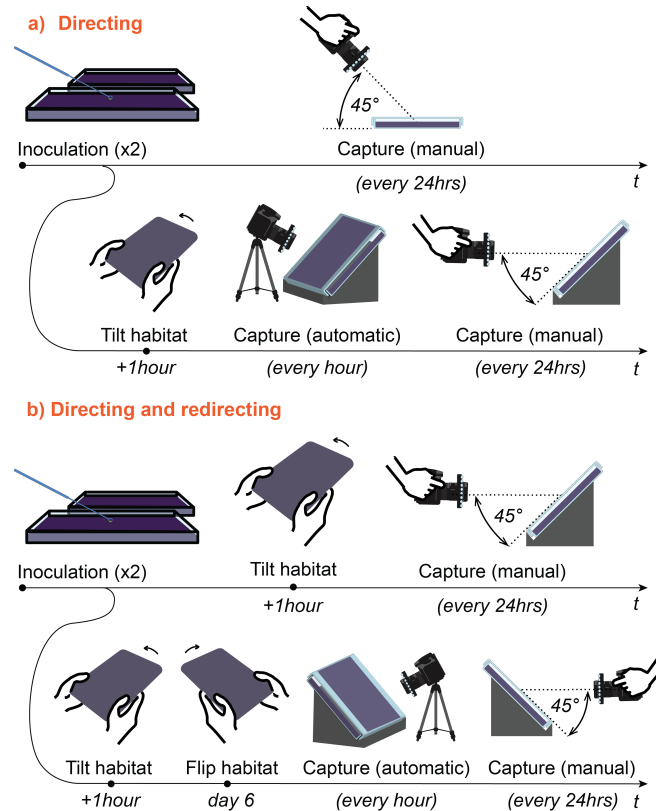 a) Directing
45°
Inoculation (x2)
Capture (manual)
(every 24hrs)
t
45°
Tilt habitat
Capture (automatic)
Capture (manual)
+1hour
(every hour)
(every 24hrs)
t
b) Directing and redirecting
45°
Inoculation (x2)
Tilt habitat
Capture (manual)
+1hour
(every 24hrs)
t
45°
Tilt habitat
Flip habitat
Capture (automatic)
Capture (manual)
+1hour
day 6
(every hour)
(every 24hrs)
t